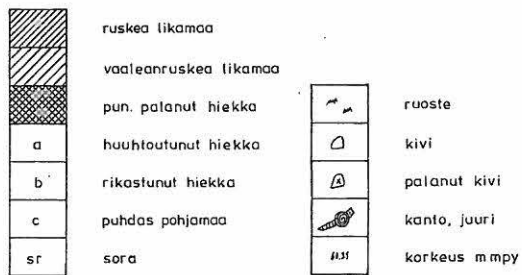 ruskea likamaa
vaaleanruskea likamaa
pun. palanut hiekka
a huuhtoutunut hiekka
b rikastunut hiekka
c puhdas pohjamaa
sr sora
ruoste
kivi
x palanut kivi
kanto, juuri
korkeus m mpy